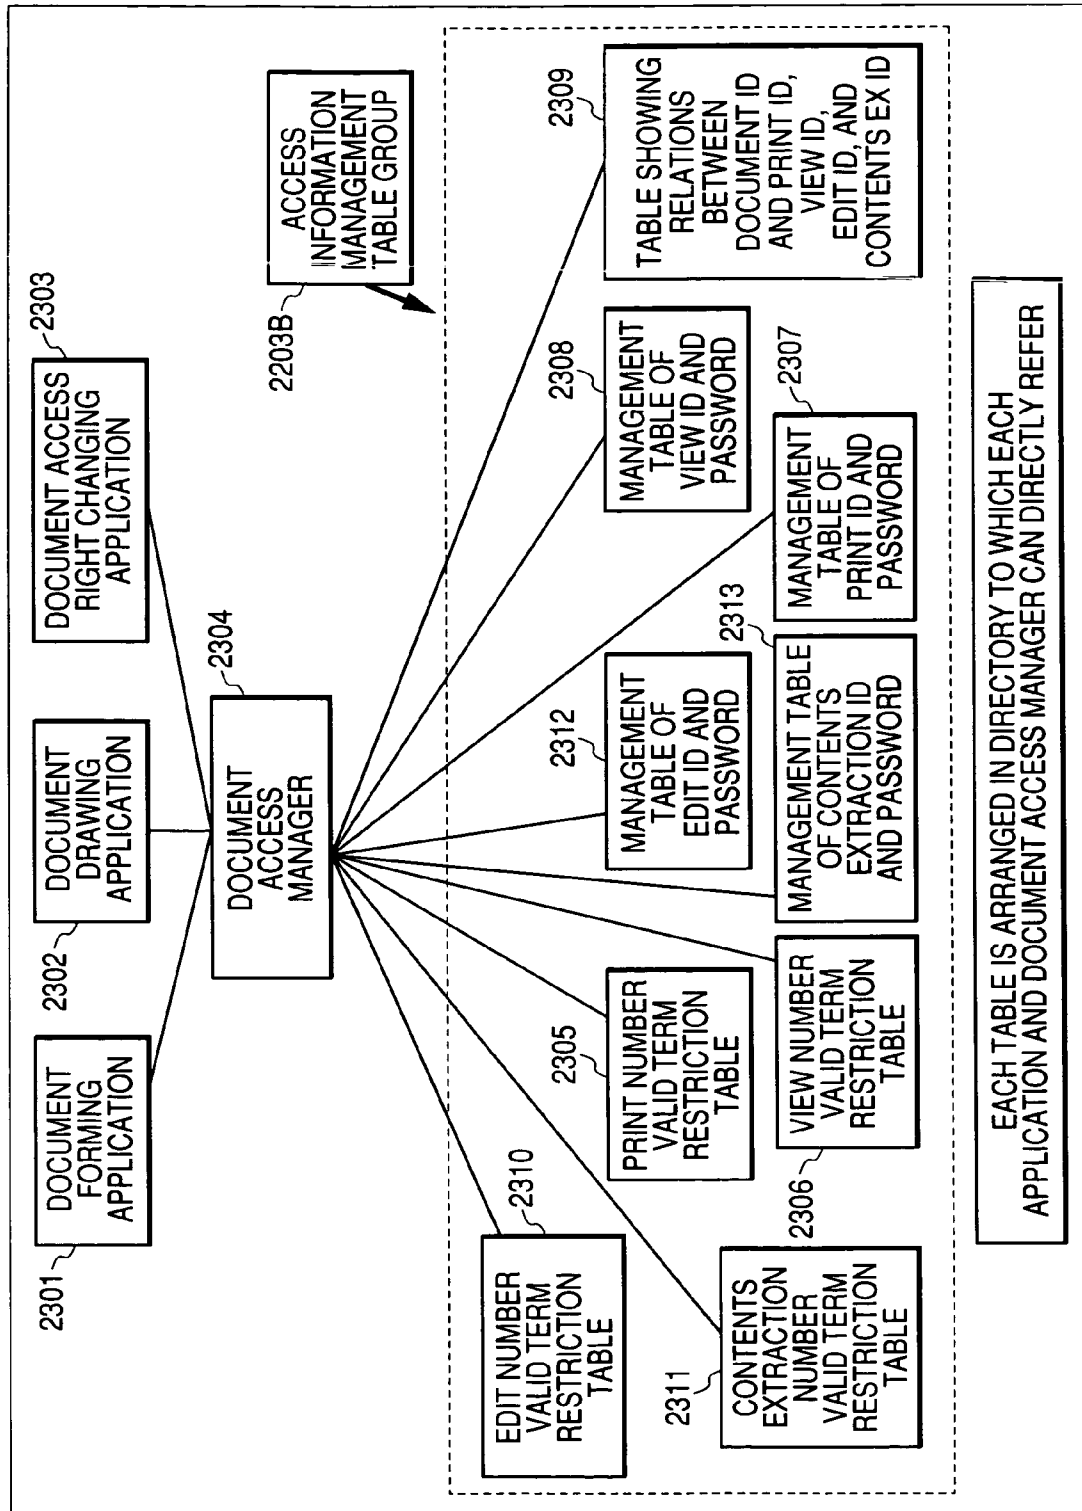 2301
DOCUMENT
FORMING
APPLICATION
2302
DOCUMENT
DRAWING
APPLICATION
2303
DOCUMENT ACCESS
RIGHT CHANGING
APPLICATION
2304
DOCUMENT
ACCESS
MANAGER
2203B
ACCESS
INFORMATION
MANAGEMENT
TABLE GROUP
2310
EDIT NUMBER
VALID TERM
RESTRICTION
TABLE
2305
PRINT NUMBER
VALID TERM
RESTRICTION
TABLE
2312
MANAGEMENT
TABLE OF
EDIT ID AND
PASSWORD
2308
MANAGEMENT
TABLE OF
VIEW ID AND
PASSWORD
2309
TABLE SHOWING
RELATIONS
BETWEEN
DOCUMENT ID
AND PRINT ID,
VIEW ID,
EDIT ID, AND
CONTENTS EX ID
2311
CONTENTS
EXTRACTION
NUMBER
VALID TERM
RESTRICTION
TABLE
2306
VIEW NUMBER
VALID TERM
RESTRICTION
TABLE
2313
MANAGEMENT TABLE
OF CONTENTS
EXTRACTION ID
AND PASSWORD
2307
MANAGEMENT
TABLE OF
PRINT ID AND
PASSWORD
EACH TABLE IS ARRANGED IN DIRECTORY TO WHICH EACH
APPLICATION AND DOCUMENT ACCESS MANAGER CAN DIRECTLY REFER